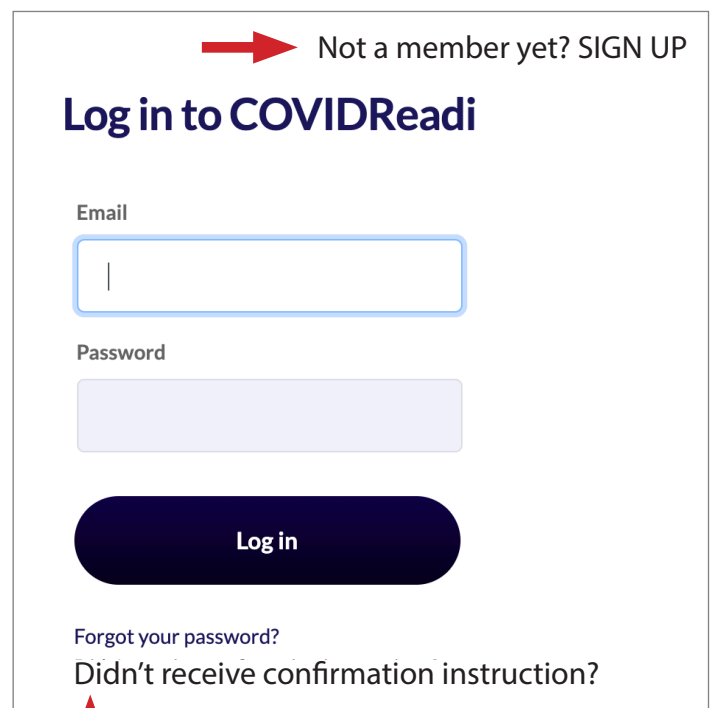 Not a member yet? SIGN UP
Log in to COVIDReadi
Email
Password
Log in
Forgot your password?
Didn’t receive confirmation instruction?